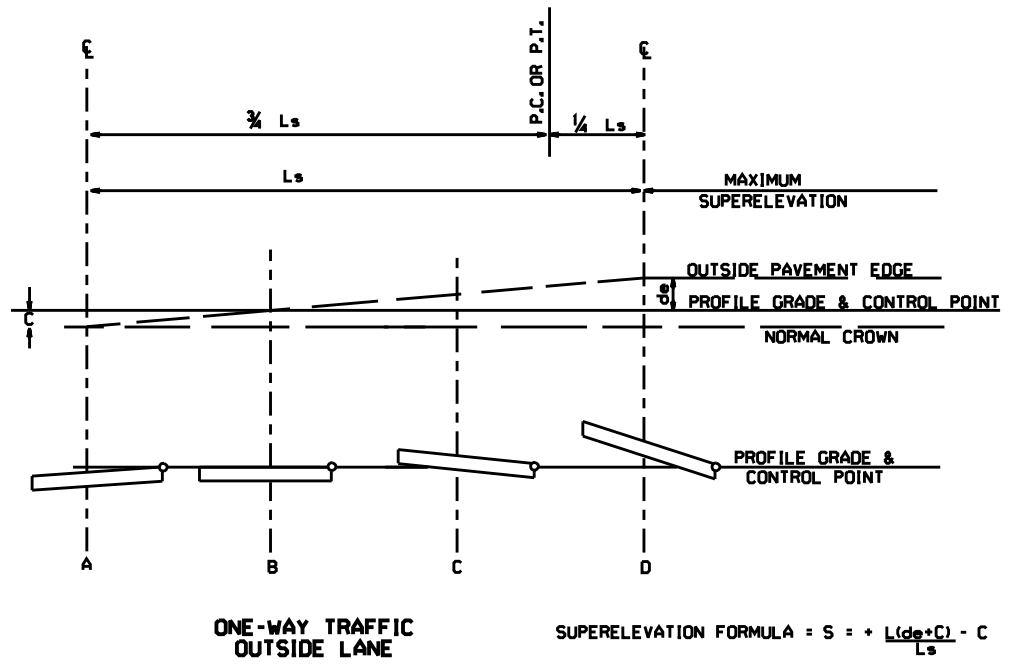 ℄ ℄
P.C. OR P.T.
¾ Ls ¼ Ls
Ls MAXIMUM
SUPERELEVATION
OUTSIDE PAVEMENT EDGE
de
PROFILE GRADE & CONTROL POINT
C
NORMAL CROWN
PROFILE GRADE &
CONTROL POINT
A B C D
ONE-WAY TRAFFIC
OUTSIDE LANE
SUPERELEVATION FORMULA = S = + L(de+C) - C
Ls